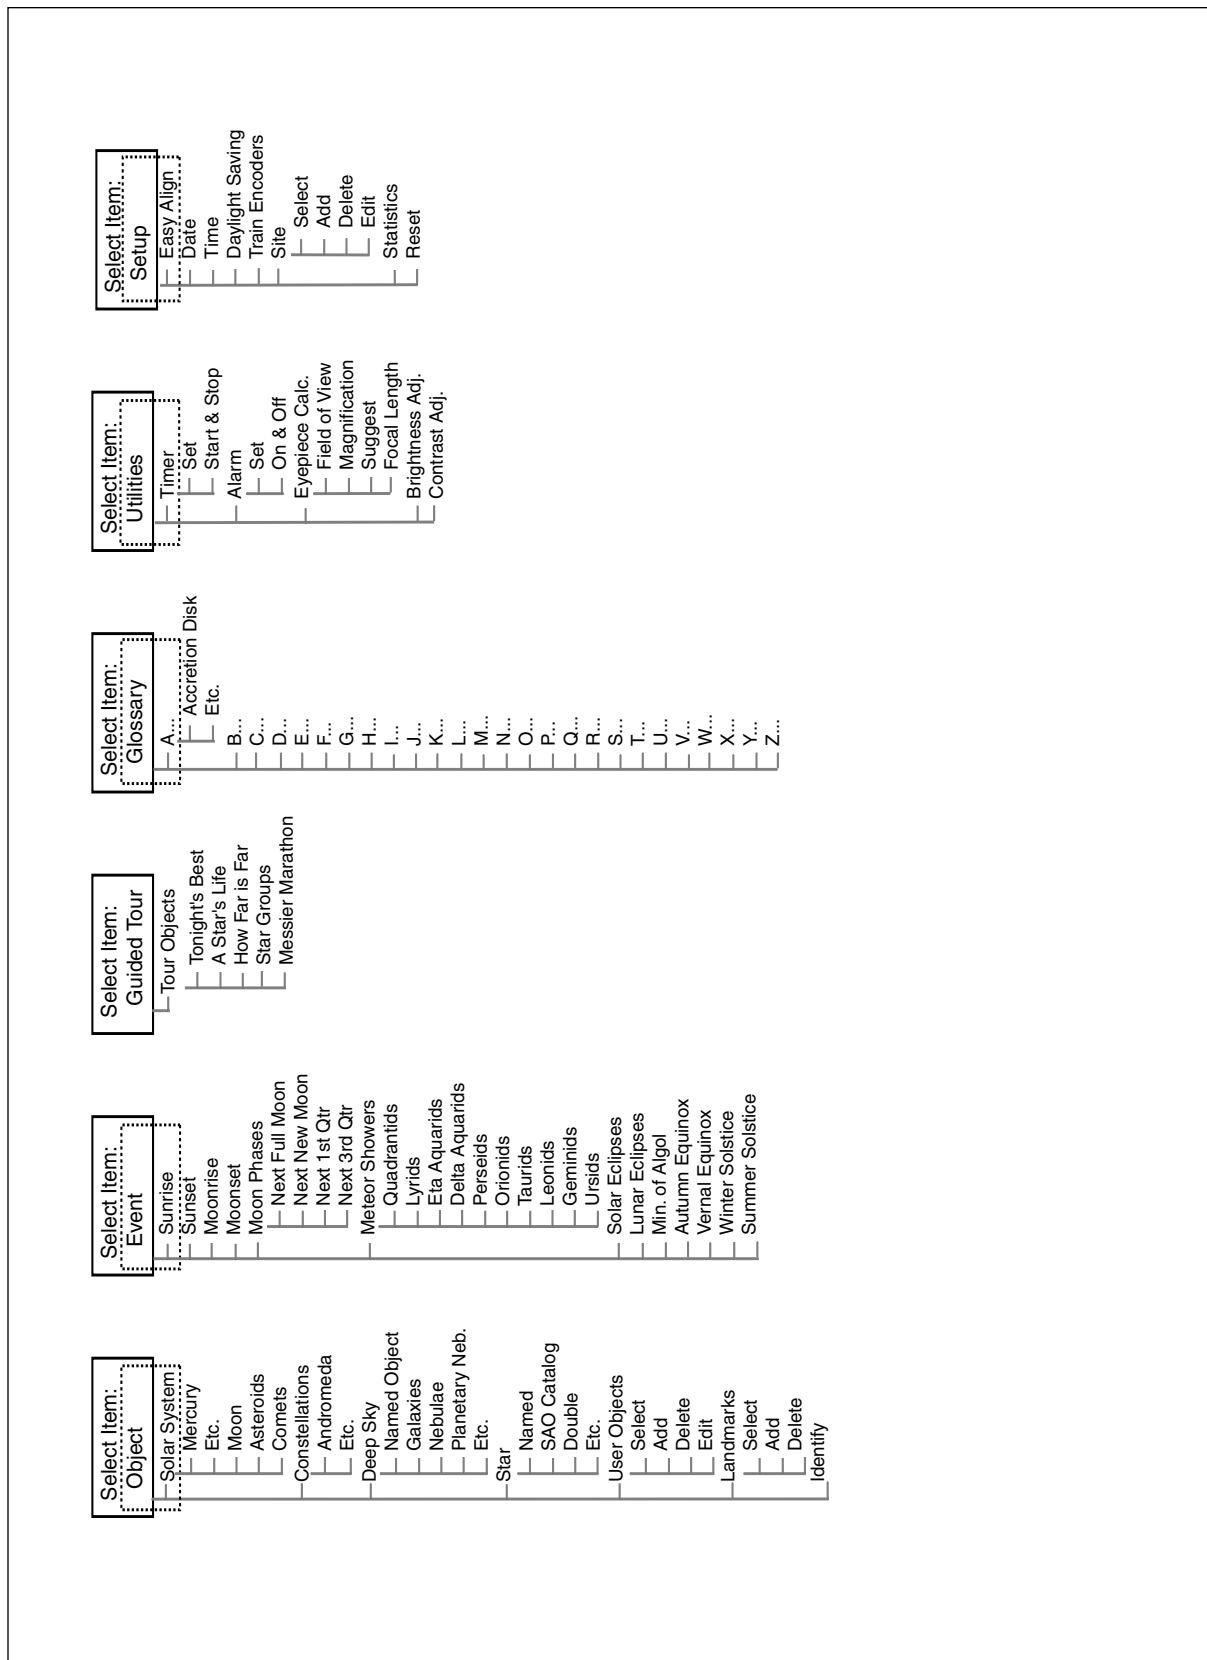 Select Item:
Object
Solar System
Mercury
Etc.
Moon
Asteroids
Comets
Constellations
Andromeda
Etc.
Deep Sky
Named Object
Galaxies
Nebulae
Planetary Neb.
Etc.
Star
Named
SAO Catalog
Double
Etc.
User Objects
Select
Add
Delete
Edit
Landmarks
Select
Add
Delete
Identify
Select Item:
Event
Sunrise
Sunset
Moonrise
Moonset
Moon Phases
Next Full Moon
Next New Moon
Next 1st Qtr
Next 3rd Qtr
Meteor Showers
Quadrantids
Lyrids
Eta Aquarids
Delta Aquarids
Perseids
Orionids
Taurids
Leonids
Geminids
Ursids
Solar Eclipses
Lunar Eclipses
Min. of Algol
Autumn Equinox
Vernal Equinox
Winter Solstice
Summer Solstice
Select Item:
Guided Tour
Tour Objects
Tonight's Best
A Star's Life
How Far is Far
Star Groups
Messier Marathon
Select Item:
Glossary
A...
Accretion Disk
Etc.
B...
C...
D...
E...
F...
G...
H...
I...
J...
K...
L...
M...
N...
O...
P...
Q...
R...
S...
T...
U...
V...
W...
X...
Y...
Z...
Select Item:
Utilities
Timer
Set
Start & Stop
Alarm
Set
On & Off
Eyepiece Calc.
Field of View
Magnification
Suggest
Focal Length
Brightness Adj.
Contrast Adj.
Select Item:
Setup
Easy Align
Date
Time
Daylight Saving
Train Encoders
Site
Select
Add
Delete
Edit
Statistics
Reset